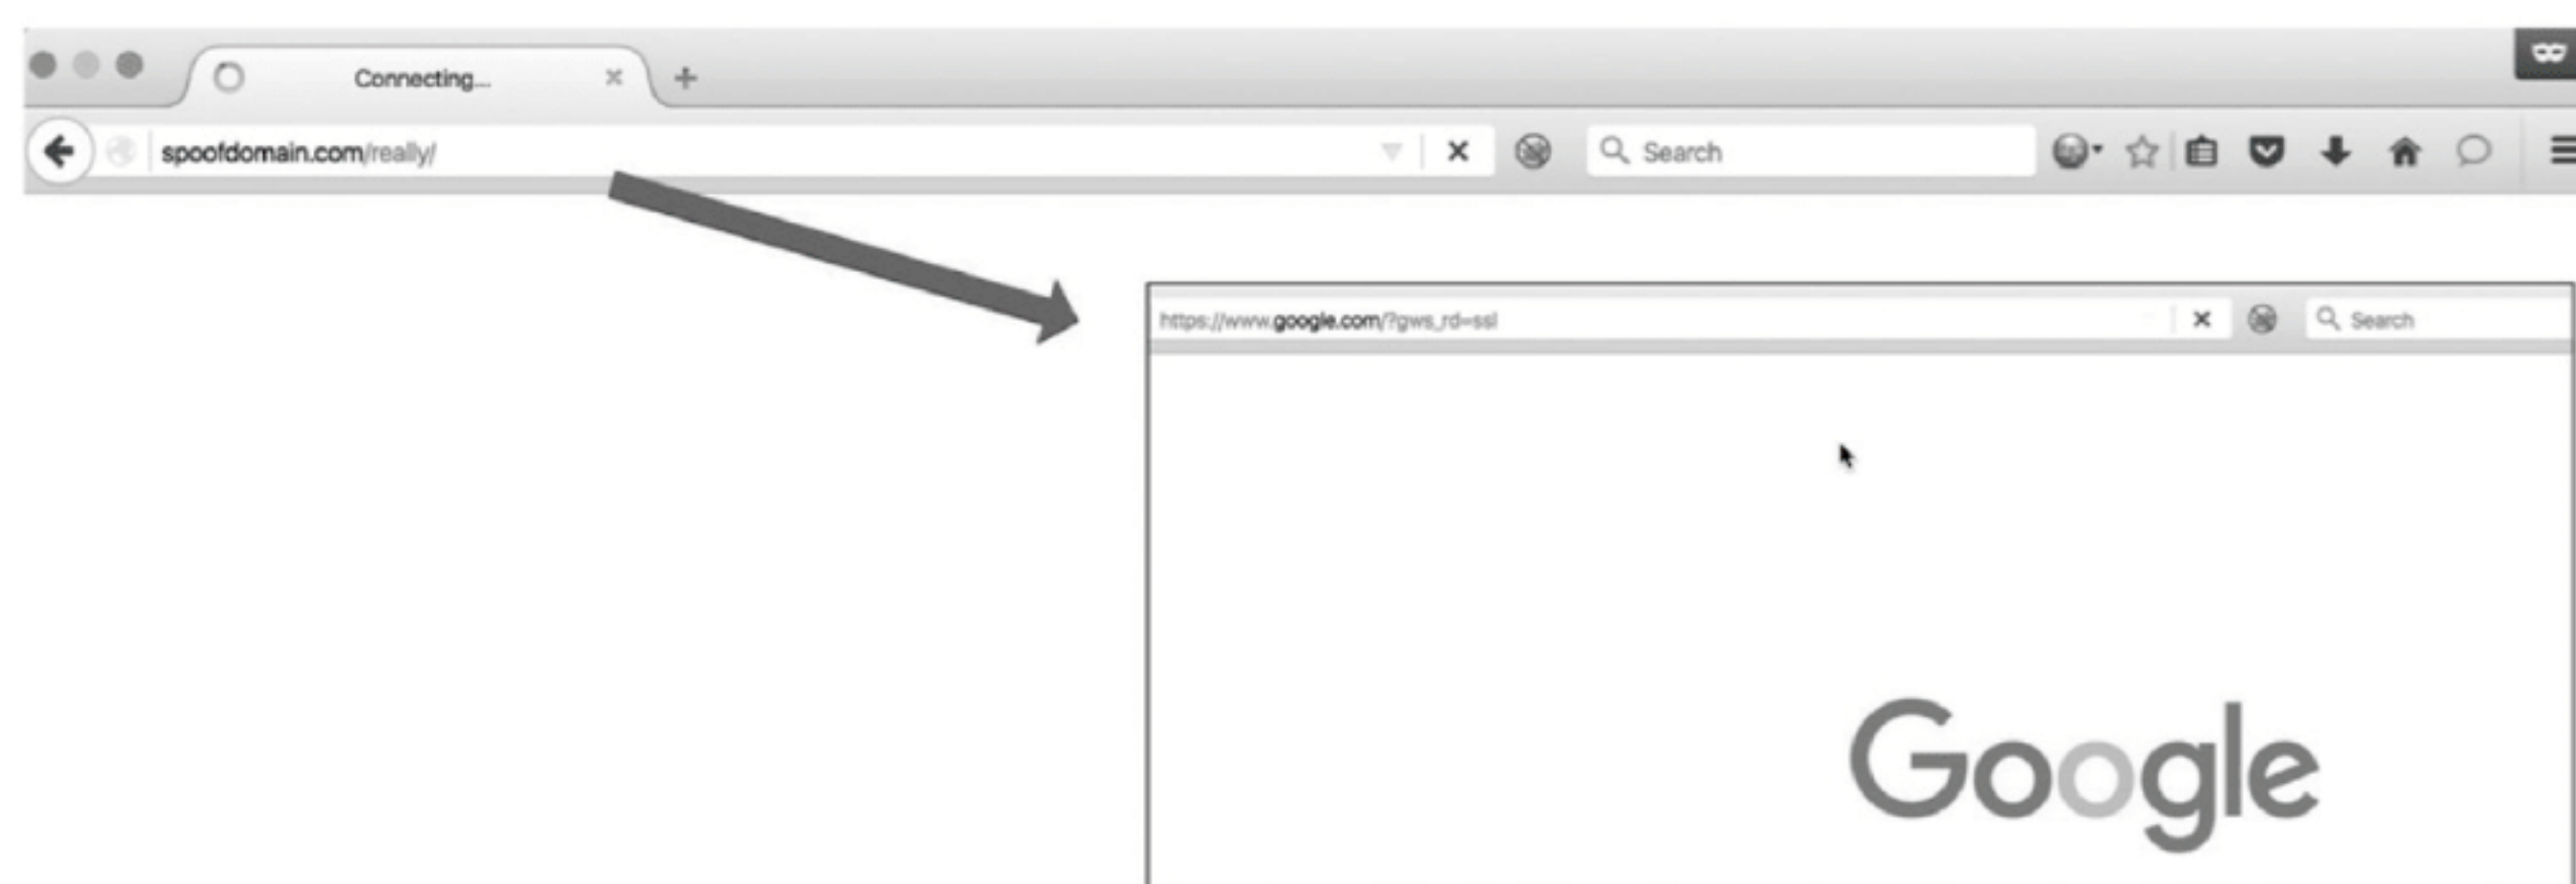 Connecting...
spoofdomain.com/really/
Search
https://www.google.com/?gws_rd=ssl
Search
Google